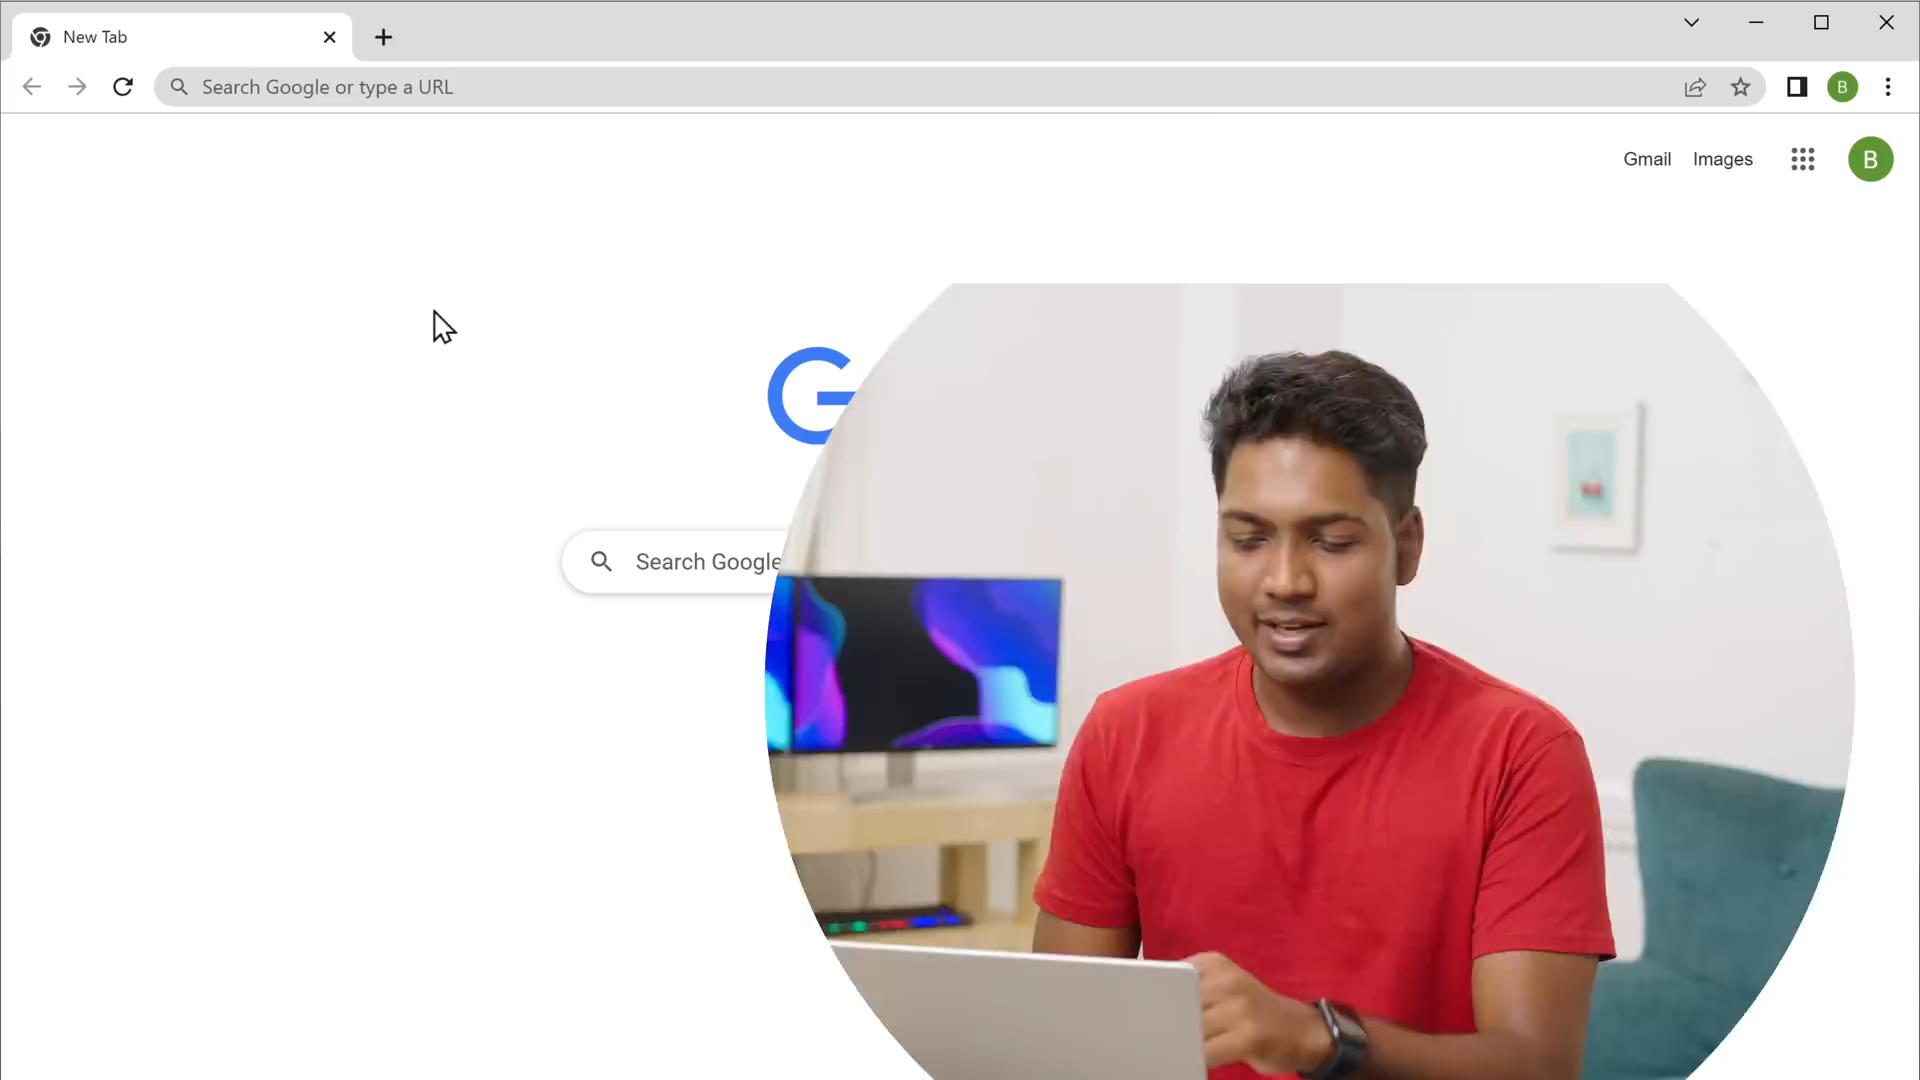 New Tab
Search Google or type a URL
B
Gmail Images
B
G
Search Google